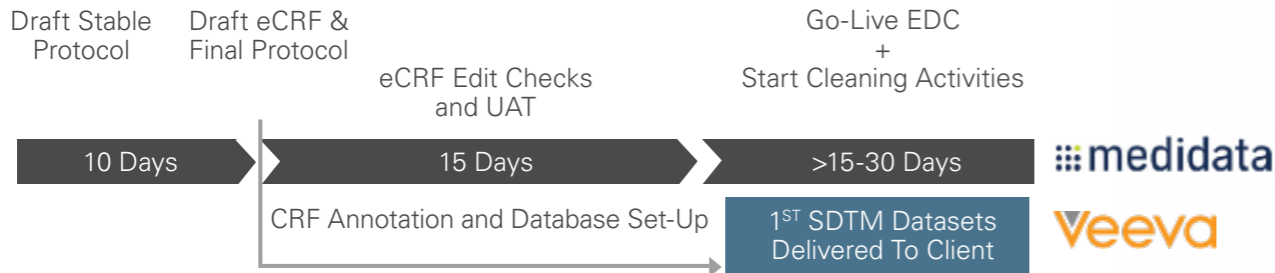 Draft Stable
Protocol
Draft eCRF &
Final Protocol
eCRF Edit Checks
and UAT
Go-Live EDC
+
Start Cleaning Activities
10 Days
15 Days
>15-30 Days
medidata
CRF Annotation and Database Set-Up
1ST SDTM Datasets
Delivered To Client
Veeva